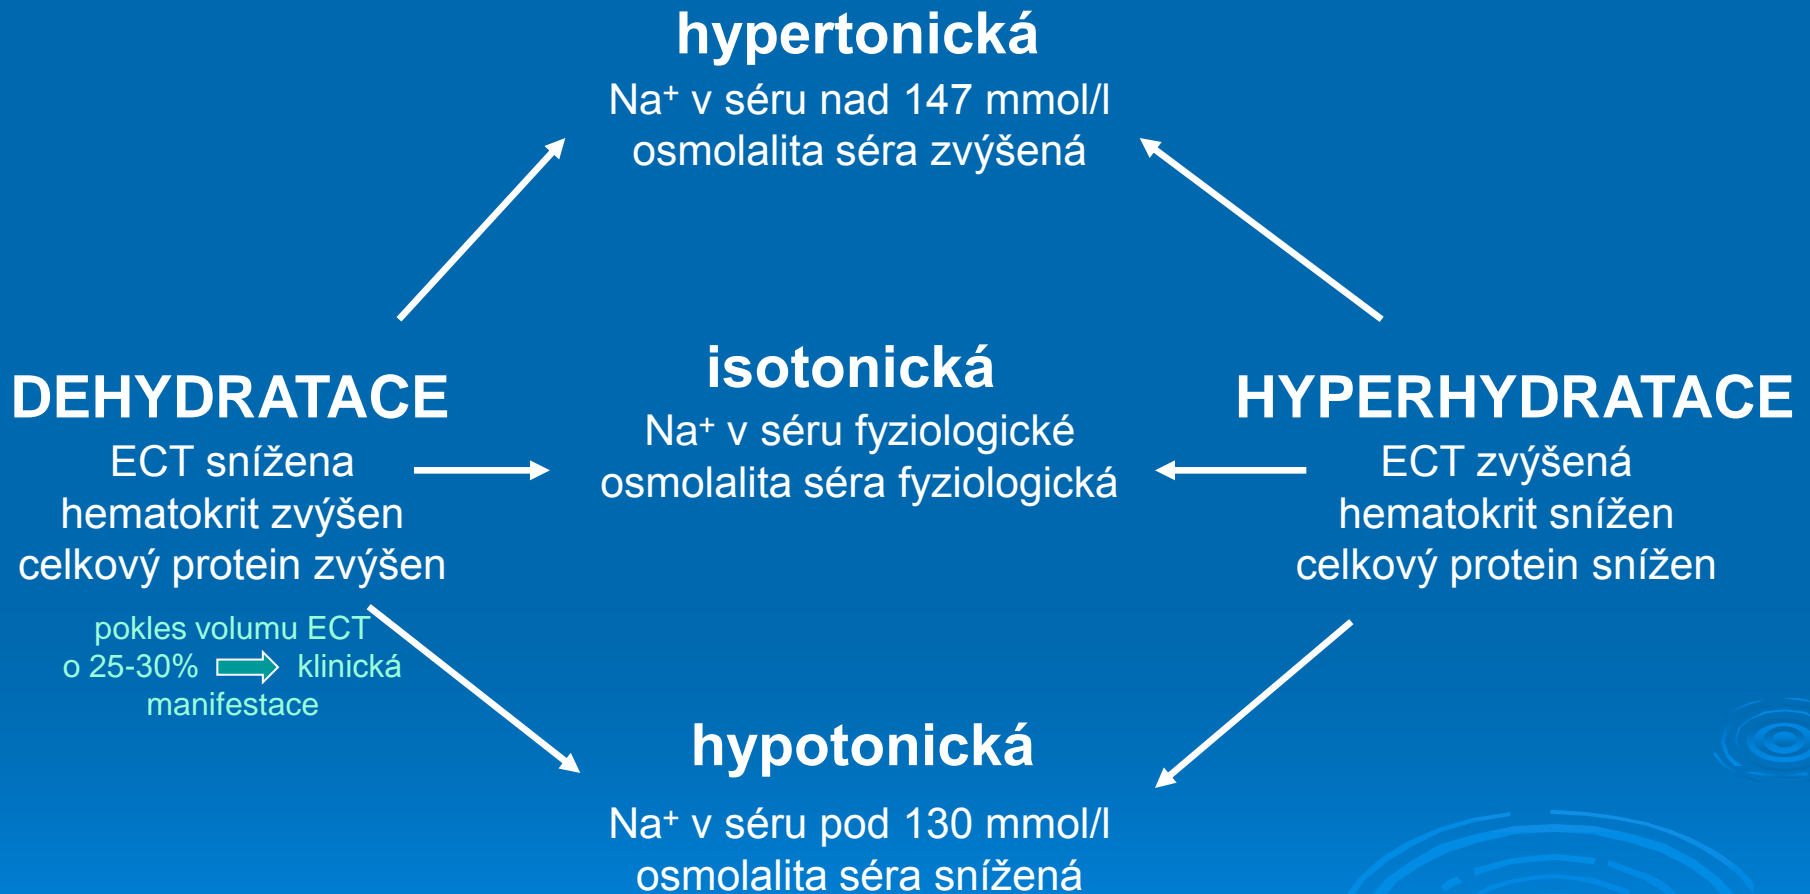 hypertonická
Na⁺ v séru nad 147 mmol/l
osmolalita séra zvýšená
DEHYDRATACE
ECT snížena
hematokrit zvýšen
celkový protein zvýšen
pokles volumu ECT
o 25-30% klinická
manifestace
isotonická
Na⁺ v séru fyziologické
osmolalita séra fyziologická
HYPERHYDRATACE
ECT zvýšená
hematokrit snížen
celkový protein snížen
hypotonická
Na⁺ v séru pod 130 mmol/l
osmolalita séra snížená